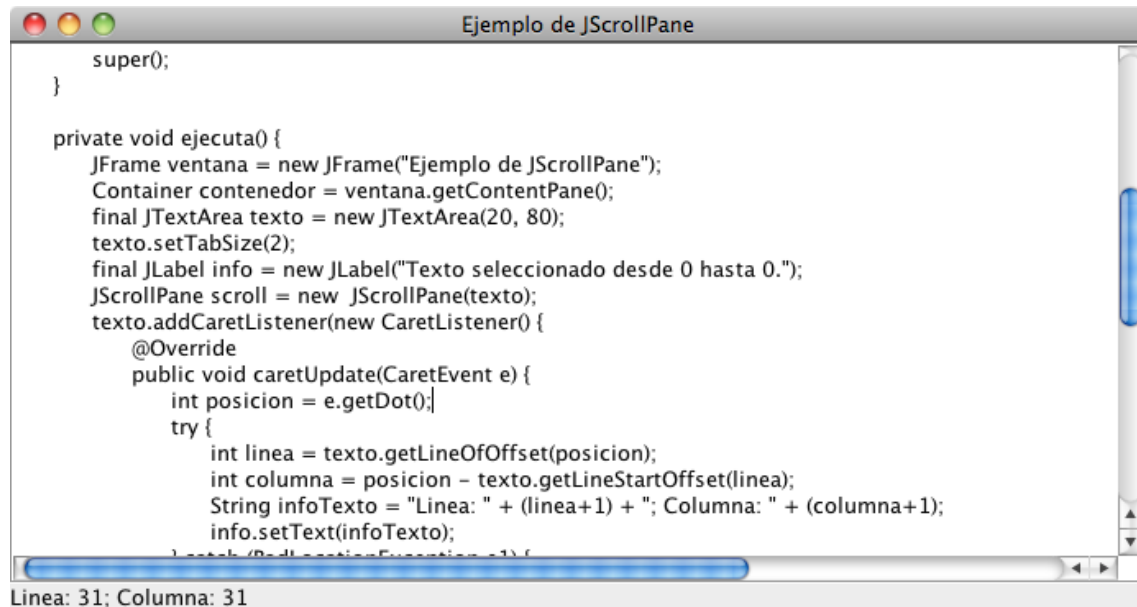 Ejemplo de JScrollPane
super();
}
private void ejecuta() {
JFrame ventana = new JFrame("Ejemplo de JScrollPane");
Container contenedor = ventana.getContentPane();
final JTextArea texto = new JTextArea(20, 80);
texto.setTabSize(2);
final JLabel info = new JLabel("Texto seleccionado desde 0 hasta 0.");
JScrollPane scroll = new  JScrollPane(texto);
texto.addCaretListener(new CaretListener() {
@Override
public void caretUpdate(CaretEvent e) {
int posicion = e.getDot();
try {
int linea = texto.getLineOfOffset(posicion);
int columna = posicion - texto.getLineStartOffset(linea);
String infoTexto = "Linea: " + (linea+1) + "; Columna: " + (columna+1);
info.setText(infoTexto);
} catch (BadLocationException e1) {
Linea: 31; Columna: 31